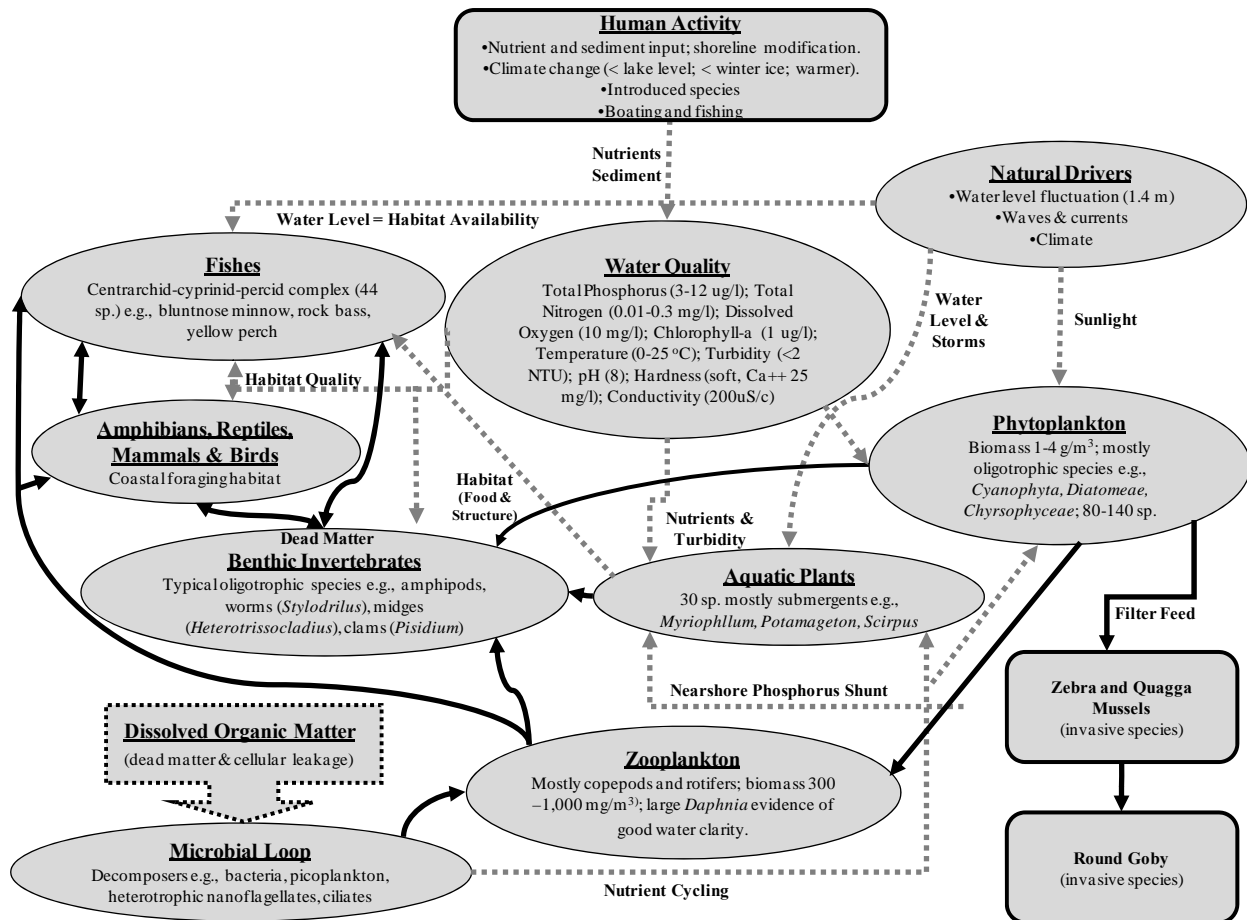 Human Activity
•Nutrient and sediment input; shoreline modification.
•Climate change (< lake level; < winter ice; warmer).
•Introduced species
•Boating and fishing
Nutrients
Sediment
Natural Drivers
•Water level fluctuation (1.4 m)
•Waves & currents
•Climate
Water Level = Habitat Availability
Fishes
Centrarchid-cyprinid-percid complex (44
sp.) e.g., bluntnose minnow, rock bass,
yellow perch
Water Quality
Total Phosphorus (3-12 ug/l); Total
Nitrogen (0.01-0.3 mg/l); Dissolved
Oxygen (10 mg/l); Chlorophyll-a (1 ug/l);
Temperature (0-25 °C); Turbidity (<2
NTU); pH (8); Hardness (soft, Ca++ 25
mg/l); Conductivity (200uS/c)
Water
Level &
Storms
Sunlight
Habitat Quality
Amphibians, Reptiles,
Mammals & Birds
Coastal foraging habitat
Phytoplankton
Biomass 1-4 g/m³; mostly
oligotrophic species e.g.,
Cyanophyta, Diatomeae,
Chyrsophyceae; 80-140 sp.
Habitat
(Food &
Structure)
Nutrients &
Turbidity
Dead Matter
Benthic Invertebrates
Typical oligotrophic species e.g., amphipods,
worms (Stylodrilus), midges
(Heterotrissocladius), clams (Pisidium)
Aquatic Plants
30 sp. mostly submergents e.g.,
Myriophllum, Potamageton, Scirpus
Filter Feed
Nearshore Phosphorus Shunt
Zebra and Quagga
Mussels
(invasive species)
Dissolved Organic Matter
(dead matter & cellular leakage)
Zooplankton
Mostly copepods and rotifers; biomass 300
–1,000 mg/m³); large Daphnia evidence of
good water clarity.
Microbial Loop
Decomposers e.g., bacteria, picoplankton,
heterotrophic nanoflagellates, ciliates
Nutrient Cycling
Round Goby
(invasive species)